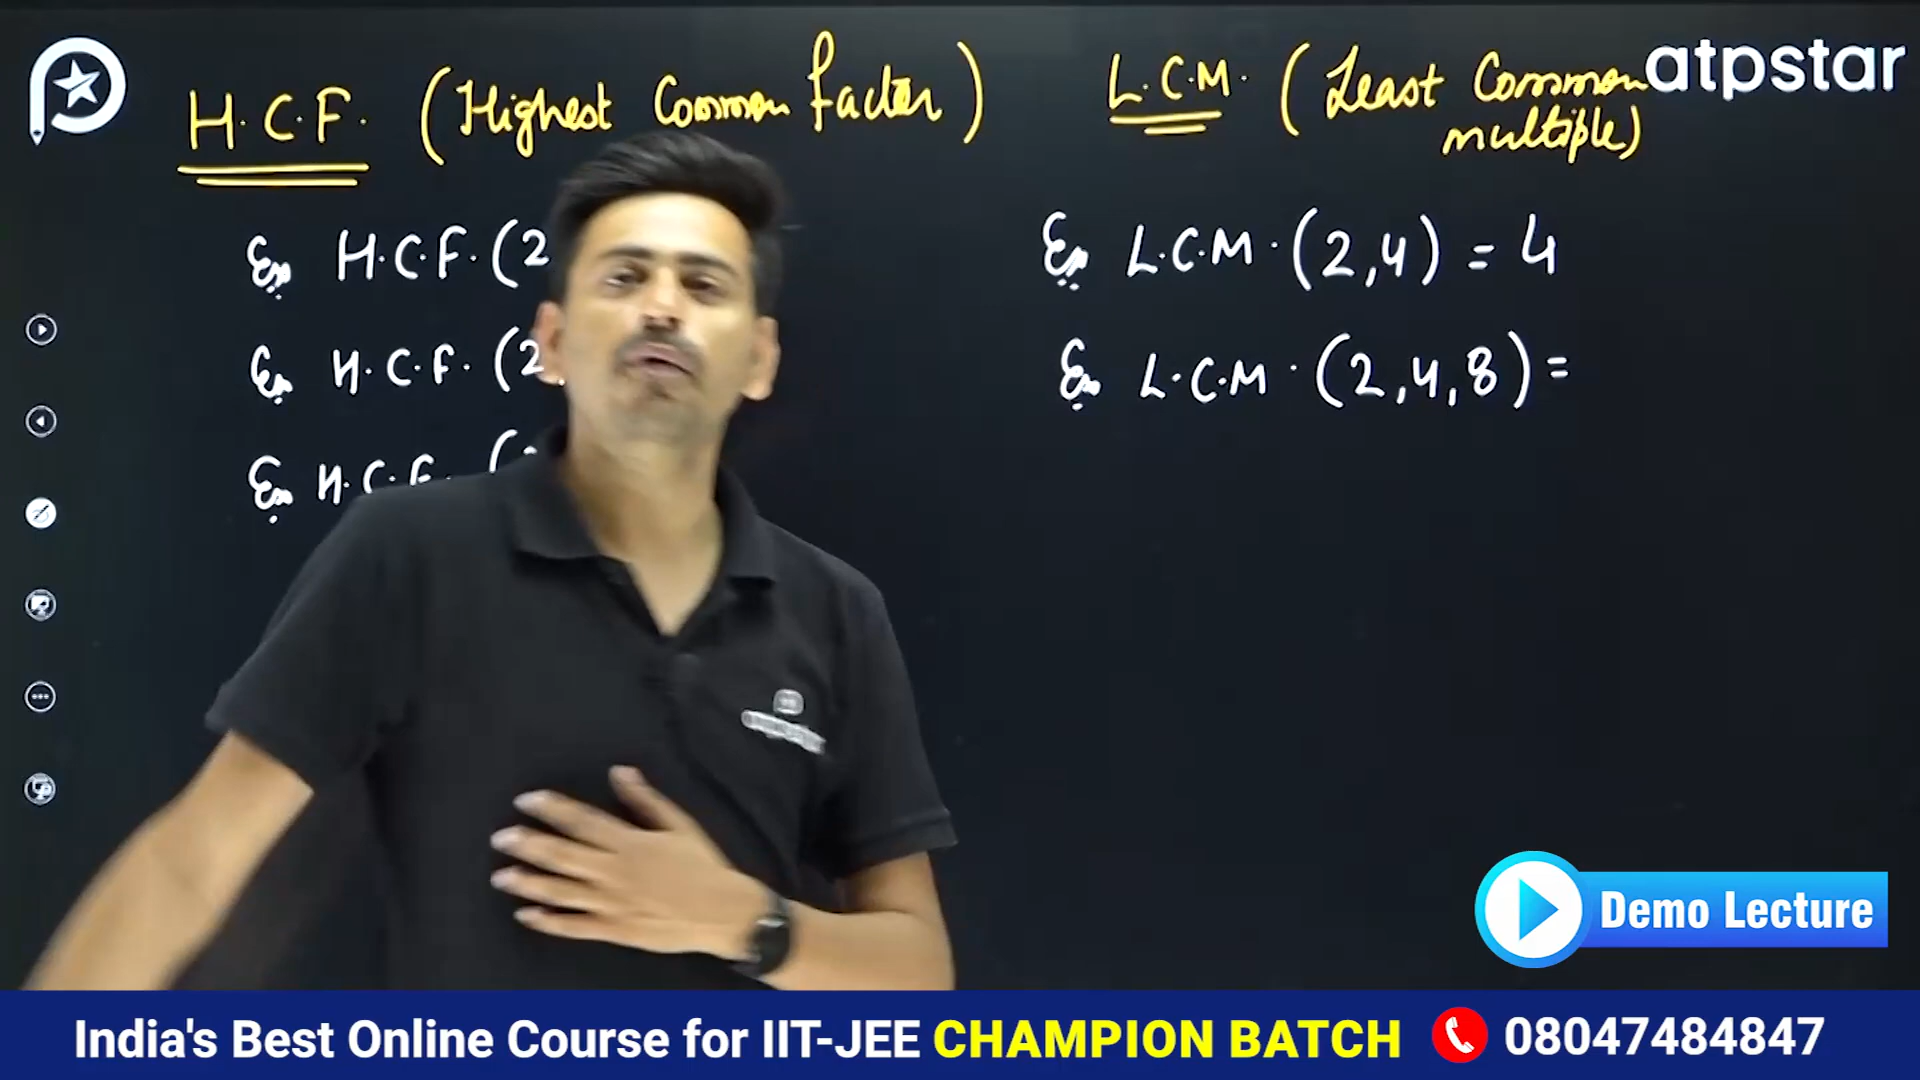 atpstar
H.C.F. (Highest Common factor)
L.C.M. (Least Common
multiple)
Ex H.C.F. (2
Ex L.C.M. (2,4) = 4
Ex H.C.F. (2
Ex L.C.M. (2,4,8) =
Ex H.C.F. (2
Demo Lecture
India's Best Online Course for IIT-JEE CHAMPION BATCH 08047484847